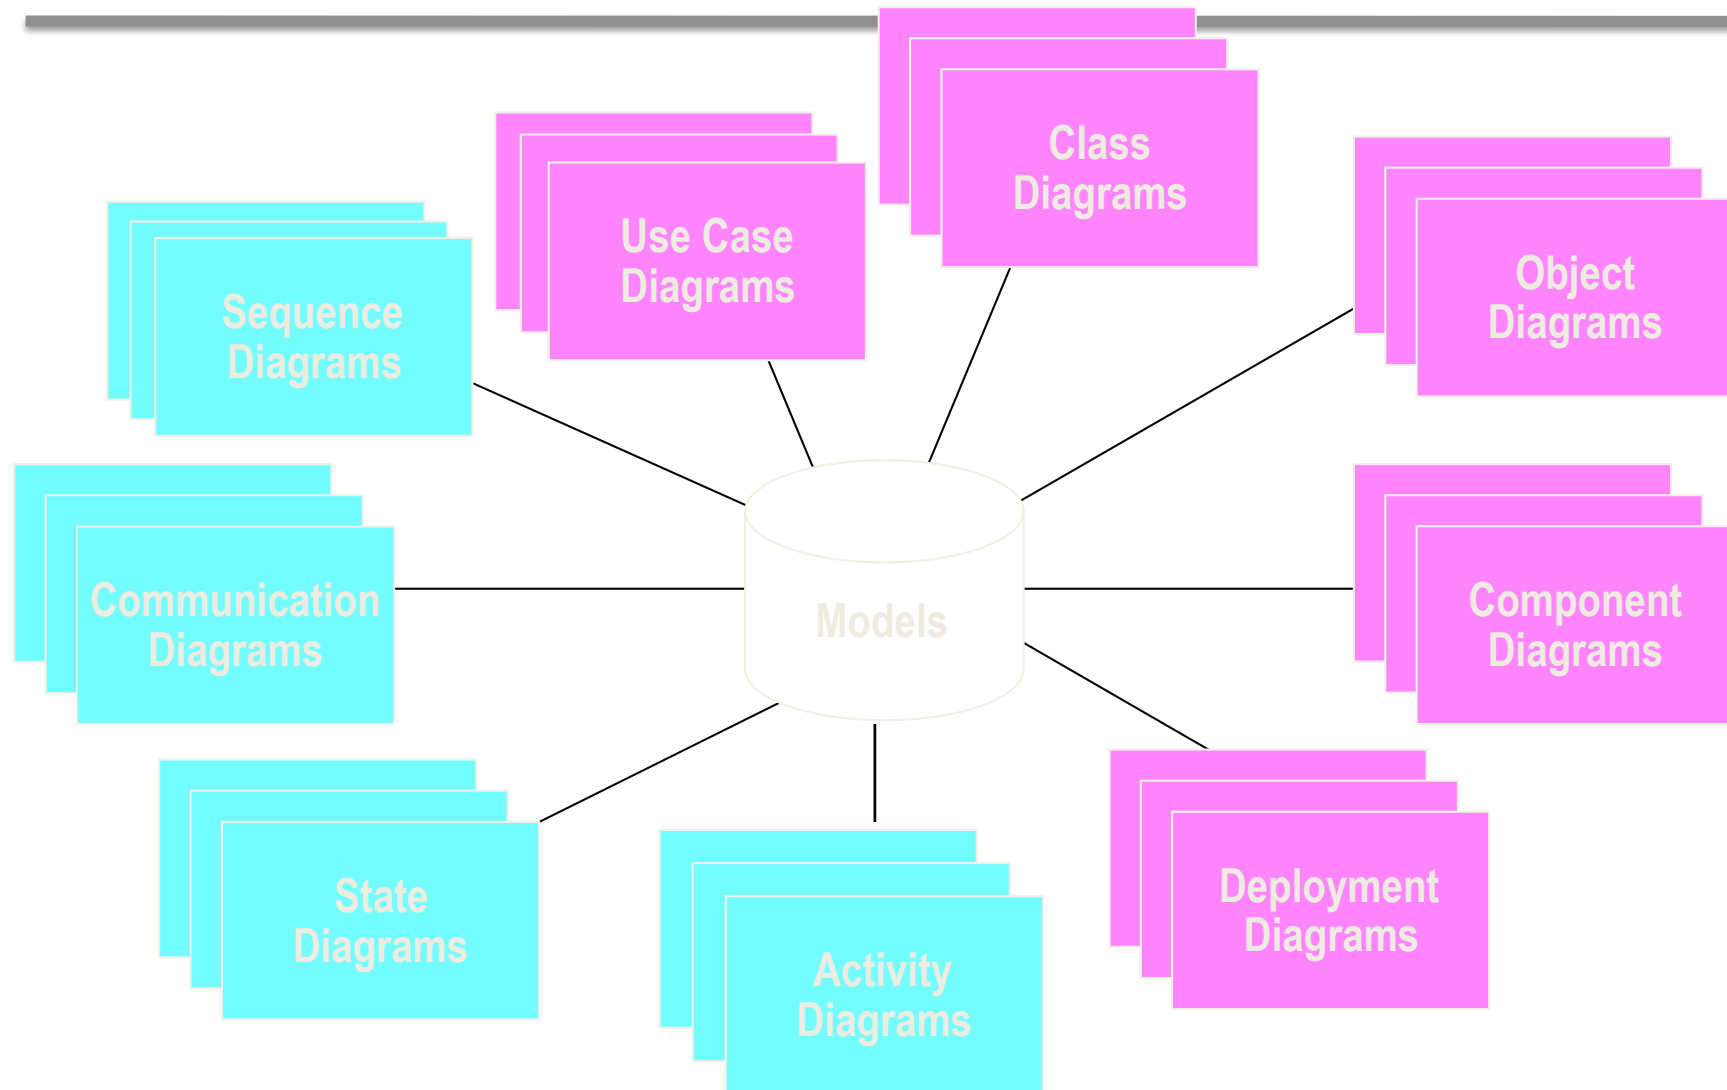 Class
Diagrams
Use Case
Diagrams
Object
Diagrams
Sequence
Diagrams
Communication
Diagrams
Models
Component
Diagrams
State
Diagrams
Activity
Diagrams
Deployment
Diagrams